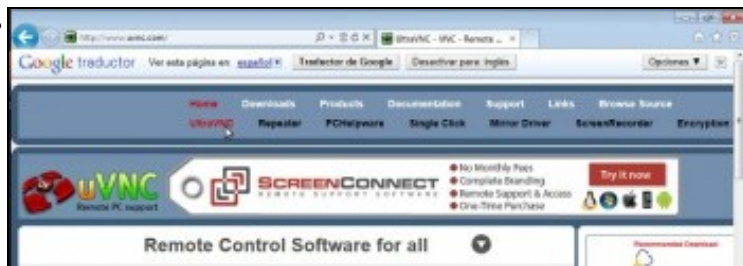 http://www.uvnc.com/
UltraVNC - VNC - Remote ...
Google traductor Ver esta página en: español Traductor de Google Desactivar para: inglés Opciones ▼
Home Downloads Products Documentation Support Links Browse Source
UltraVNC Repeater PCHelpware Single Click Mirror Driver ScreenRecorder Encryption
uVNC
Remote PC support
SCREENCONNECT
REMOTE SUPPORT SOFTWARE
No Monthly Fees
Complete Branding
Remote Support & Access
One-Time Purchase
Try it now
Remote Control Software for all
Recommended Download